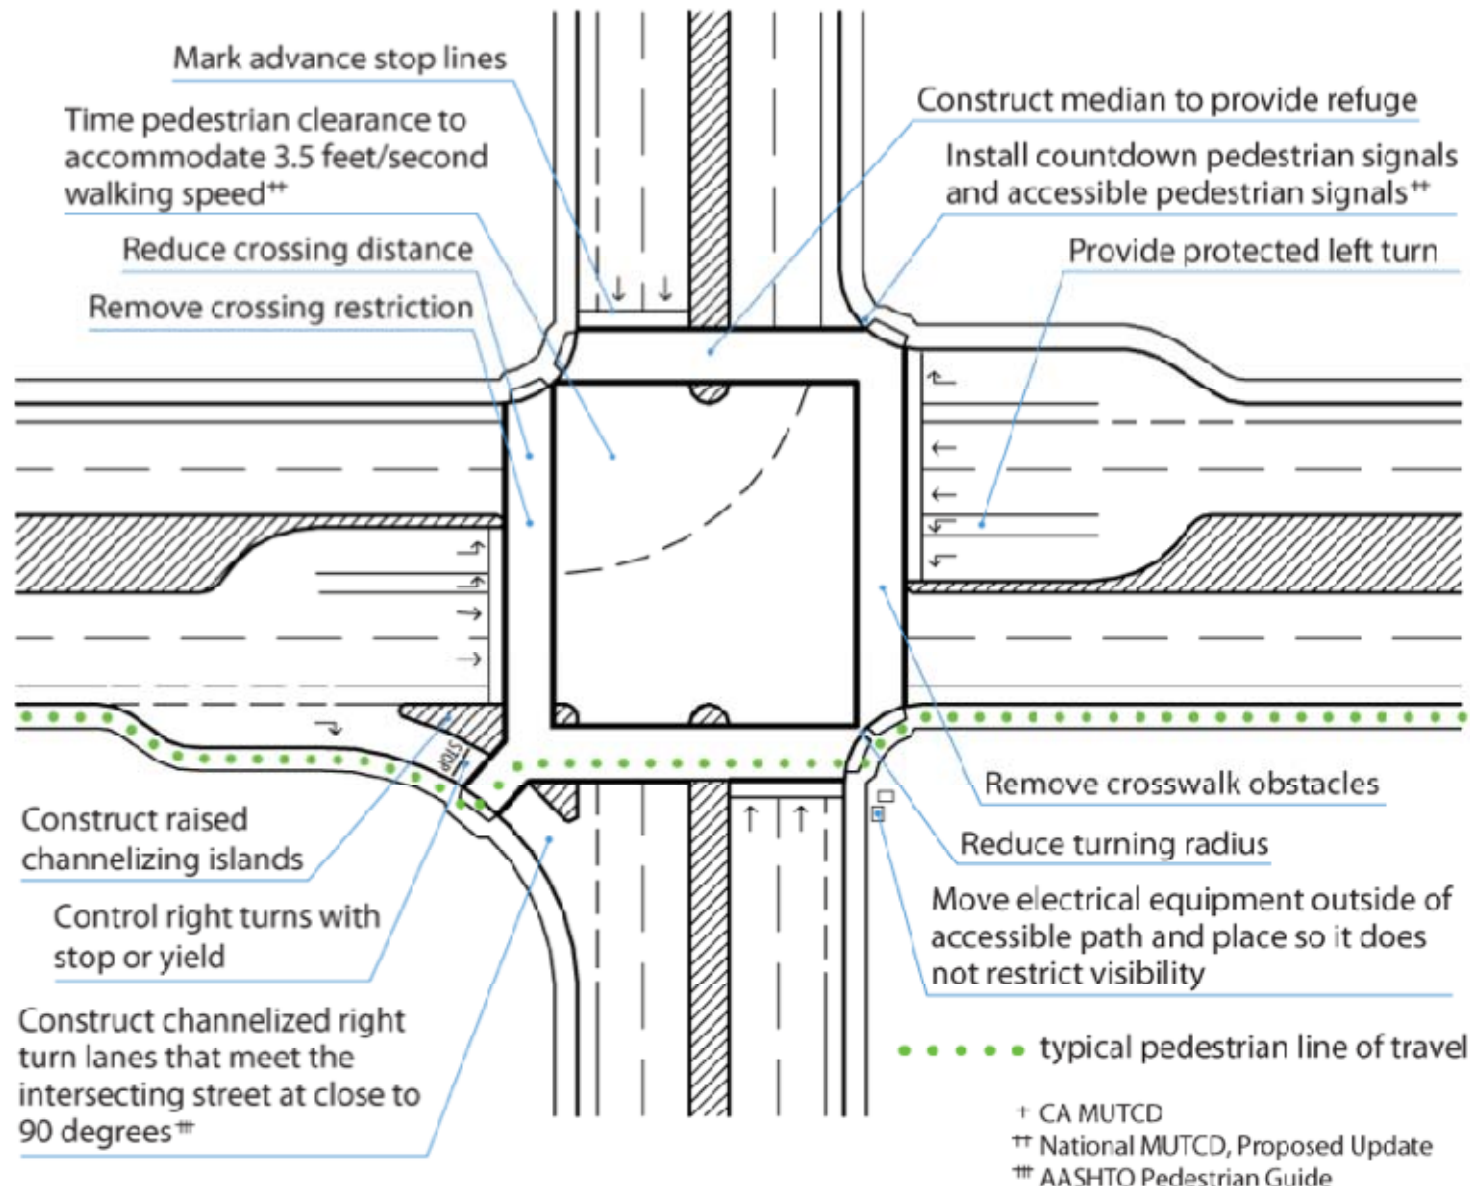 Mark advance stop lines
Time pedestrian clearance to
accommodate 3.5 feet/second
walking speed⧺
Reduce crossing distance
Remove crossing restriction
Construct median to provide refuge
Install countdown pedestrian signals
and accessible pedestrian signals⧺
Provide protected left turn
STOP
Construct raised
channelizing islands
Control right turns with
stop or yield
Construct channelized right
turn lanes that meet the
intersecting street at close to
90 degrees⧻
Remove crosswalk obstacles
Reduce turning radius
Move electrical equipment outside of
accessible path and place so it does
not restrict visibility
typical pedestrian line of travel
+ CA MUTCD
⧺ National MUTCD, Proposed Update
⧻ AASHTO Pedestrian Guide